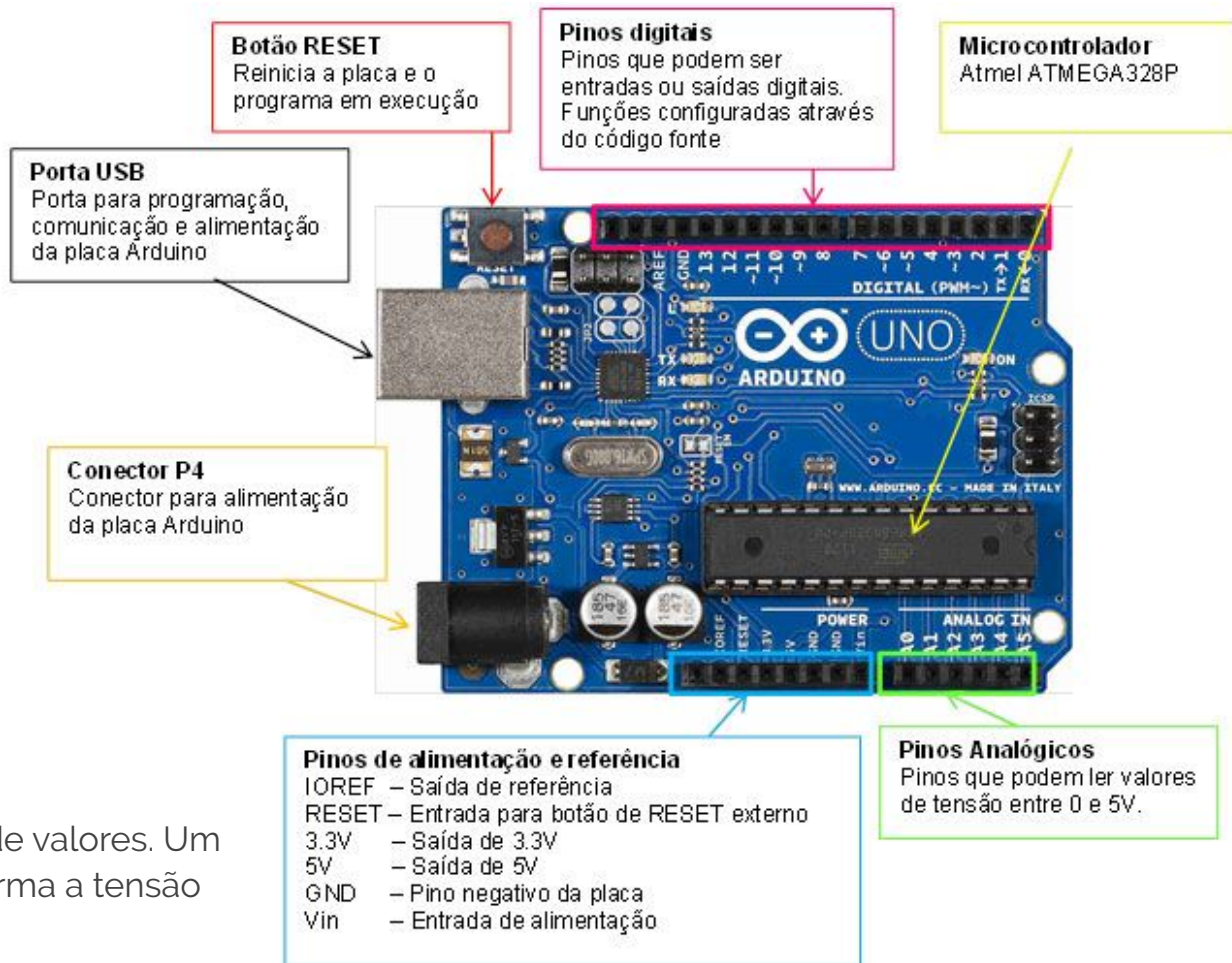 Botão RESET
Reinicia a placa e o
programa em execução
Pinos digitais
Pinos que podem ser
entradas ou saídas digitais.
Funções configuradas através
do código fonte
Microcontrolador
Atmel ATMEGA328P
Porta USB
Porta para programação,
comunicação e alimentação
da placa Arduino
Conector P4
Conector para alimentação
da placa Arduino
RESET
AREF
GND
13
12
~11
~10
~9
8
7
~6
~5
4
~3
2
TX→1
RX←0
DIGITAL (PWM~)
UNO
ARDUINO
TX
RX
ON
ICSP
RESET
WWW.ARDUINO.CC – MADE IN ITALY
POWER
ANALOG IN
IOREF
RESET
3.3V
5V
GND
GND
Vin
A0
A1
A2
A3
A4
A5
Pinos de alimentação e referência
IOREF – Saída de referência
RESET – Entrada para botão de RESET externo
3.3V – Saída de 3.3V
5V – Saída de 5V
GND – Pino negativo da placa
Vin – Entrada de alimentação
Pinos Analógicos
Pinos que podem ler valores
de tensão entre 0 e 5V.
de valores. Um
a tensão